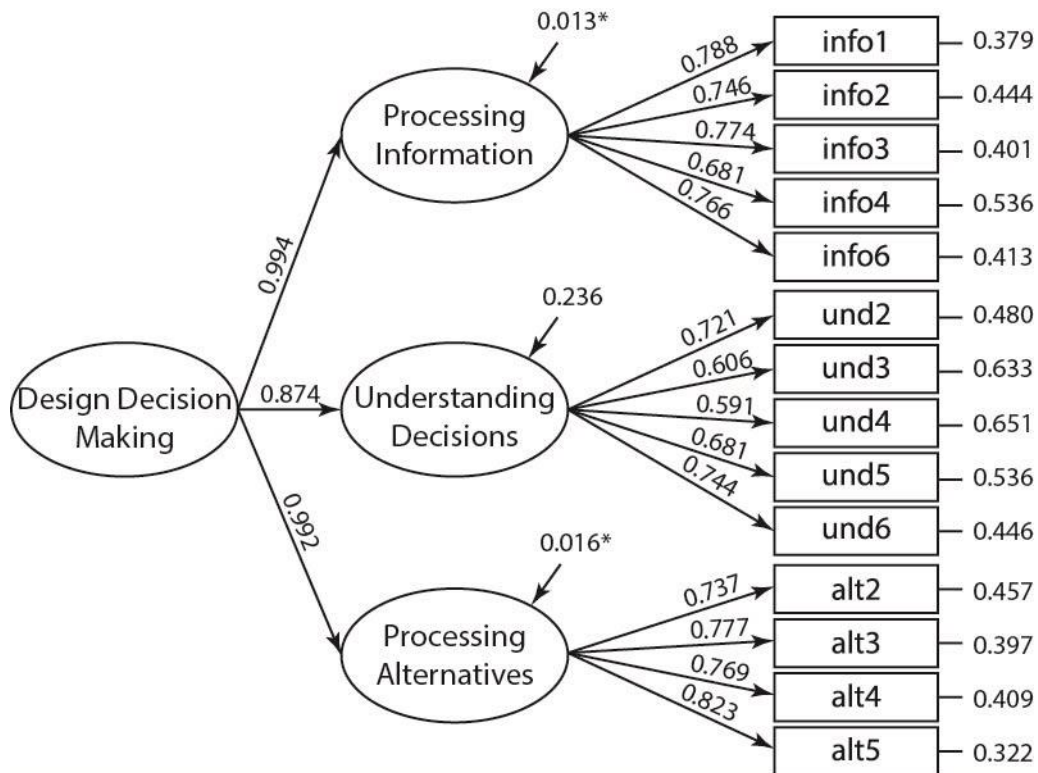 0.013*
Processing
Information
0.788
0.746
0.774
0.681
0.766
info1
0.379
info2
0.444
info3
0.401
info4
0.536
info6
0.413
0.994
0.236
Design Decision
Making
0.874
Understanding
Decisions
0.721
0.606
0.591
0.681
0.744
und2
0.480
und3
0.633
und4
0.651
und5
0.536
und6
0.446
0.992
0.016*
Processing
Alternatives
0.737
0.777
0.769
0.823
alt2
0.457
alt3
0.397
alt4
0.409
alt5
0.322